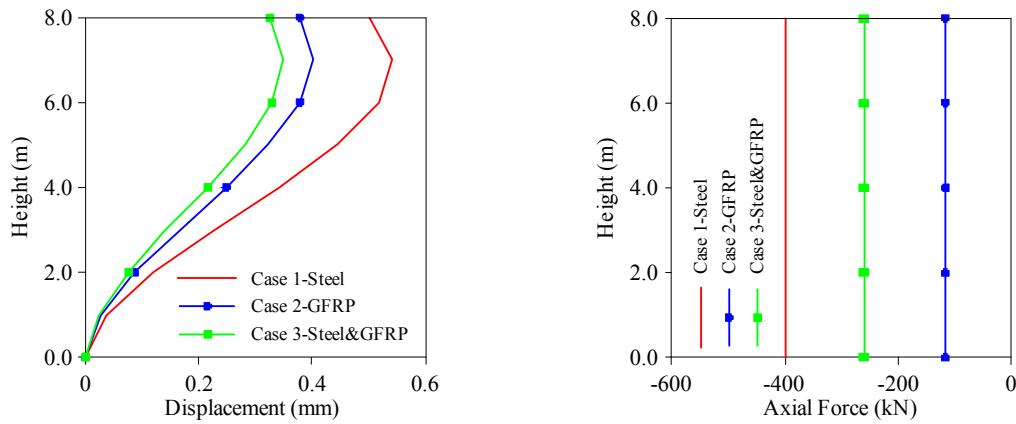 8.0
6.0
4.0
2.0
0.0
Height (m)
0
0.2
0.4
0.6
Displacement (mm)
Case 1-Steel
Case 2-GFRP
Case 3-Steel&GFRP
8.0
6.0
4.0
2.0
0.0
Height (m)
Case 1-Steel
Case 2-GFRP
Case 3-Steel&GFRP
-600
-400
-200
0
Axial Force (kN)